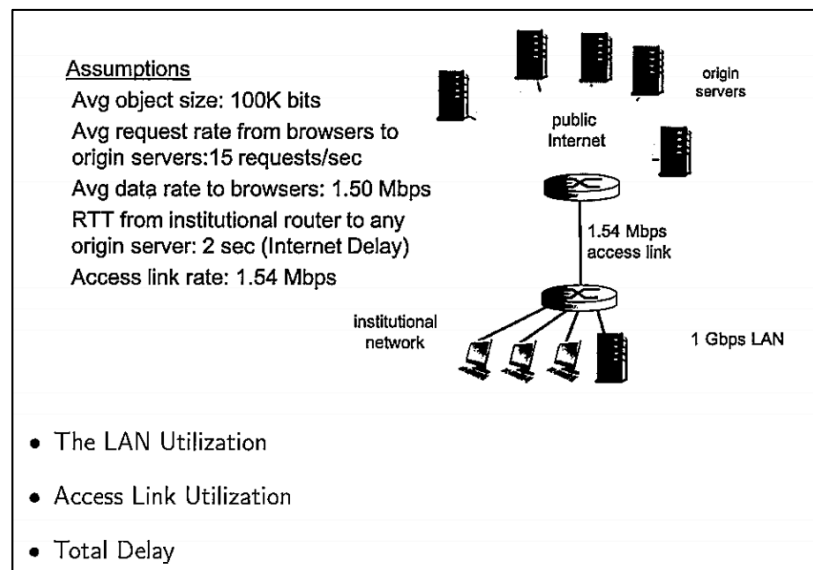 Assumptions
Avg object size: 100K bits
Avg request rate from browsers to
origin servers:15 requests/sec
Avg data rate to browsers: 1.50 Mbps
RTT from institutional router to any
origin server: 2 sec (Internet Delay)
Access link rate: 1.54 Mbps
origin
servers
public
Internet
1.54 Mbps
access link
institutional
network
1 Gbps LAN
• The LAN Utilization
• Access Link Utilization
• Total Delay